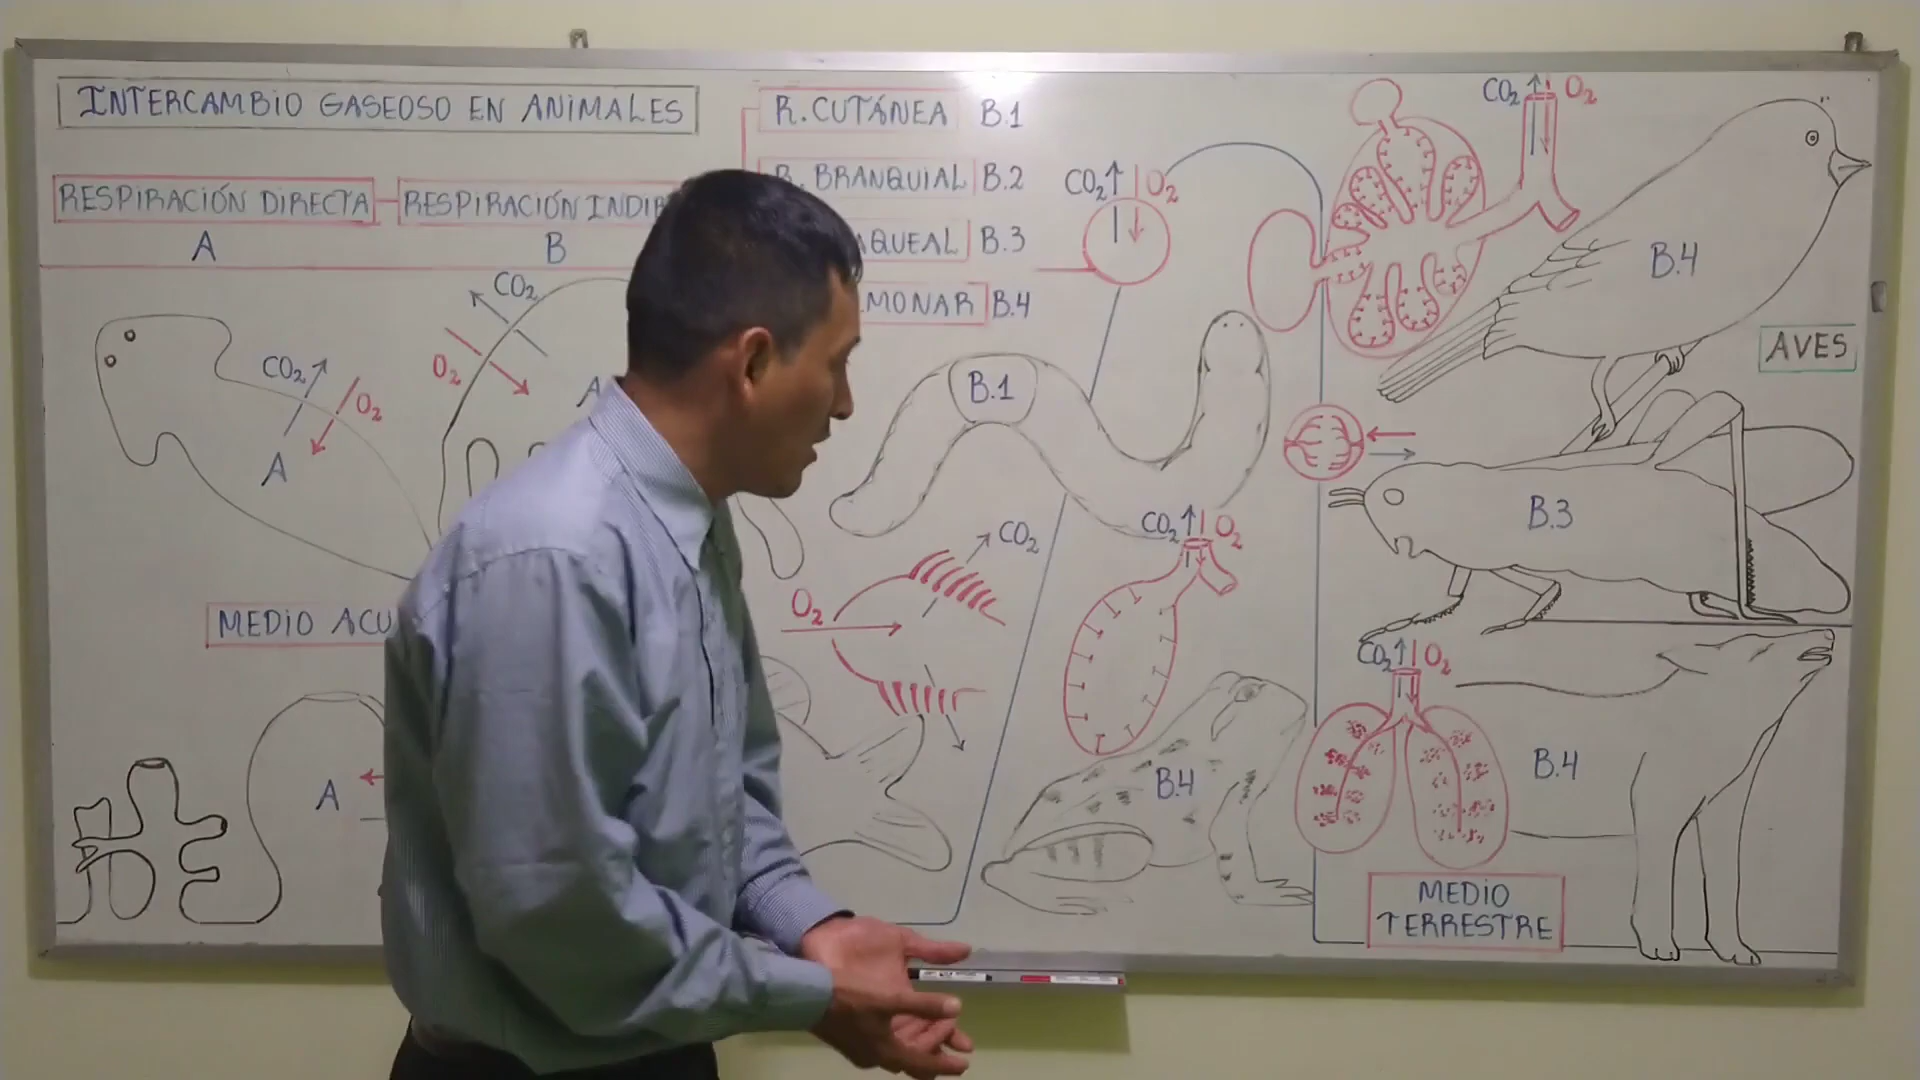 INTERCAMBIO GASEOSO EN ANIMALES
R. CUTÁNEA B.1
RESPIRACIÓN DIRECTA
A
B
BRANQUIAL B.2
B.3
B.4
CO2 O2
A
CO2
O2
A
CO2 O2
CO2 O2
B.4
AVES
B.1
B.3
MEDIO
O2
CO2
CO2 O2
B.4
CO2 O2
B.4
A
MEDIO
TERRESTRE